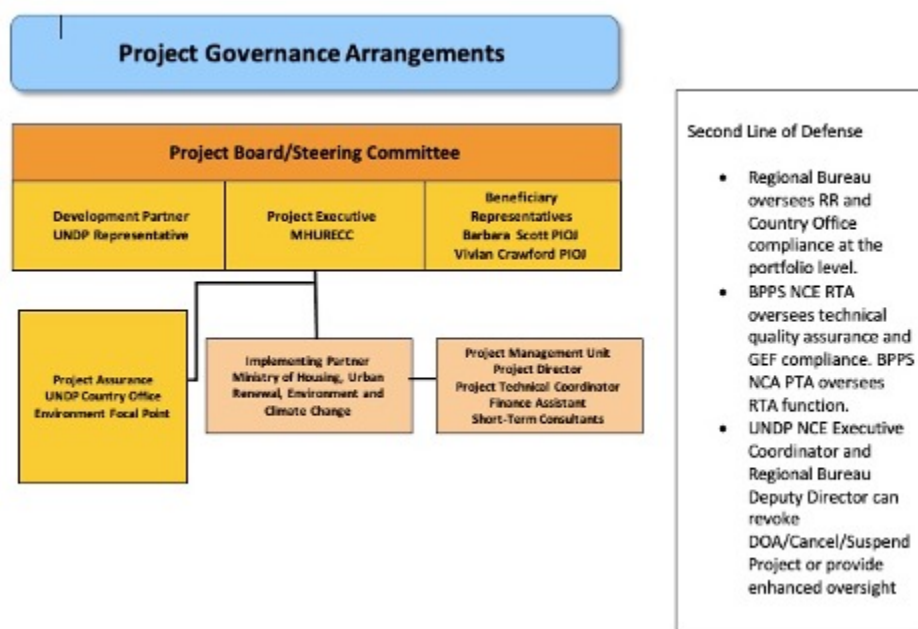 Project Governance Arrangements
Project Board/Steering Committee
Development Partner
UNDP Representative
Project Executive
MHURECC
Beneficiary
Representatives
Barbara Scott PIOJ
Vivian Crawford PIOJ
Project Assurance
UNDP Country Office
Environment Focal Point
Implementing Partner
Ministry of Housing, Urban
Renewal, Environment and
Climate Change
Project Management Unit
Project Director
Project Technical Coordinator
Finance Assistant
Short-Term Consultants
Second Line of Defense
• Regional Bureau
oversees RR and
Country Office
compliance at the
portfolio level.
• BPPS NCE RTA
oversees technical
quality assurance and
GEF compliance. BPPS
NCA PTA oversees
RTA function.
• UNDP NCE Executive
Coordinator and
Regional Bureau
Deputy Director can
revoke
DOA/Cancel/Suspend
Project or provide
enhanced oversight